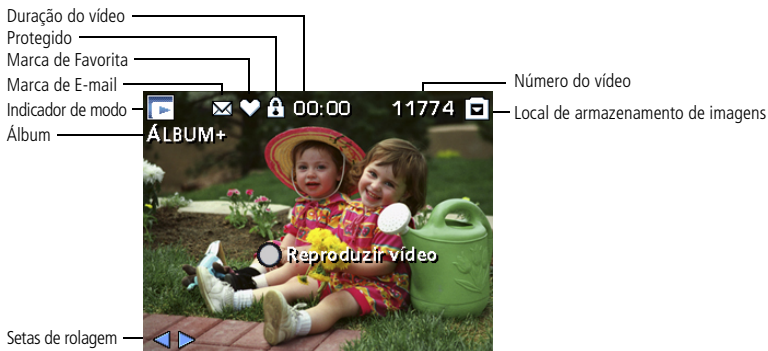 Duração do vídeo
Protegido
Marca de Favorita
Marca de E-mail
Indicador de modo
Álbum
Número do vídeo
Local de armazenamento de imagens
00:00
11774
ÁLBUM+
Reproduzir vídeo
Setas de rolagem